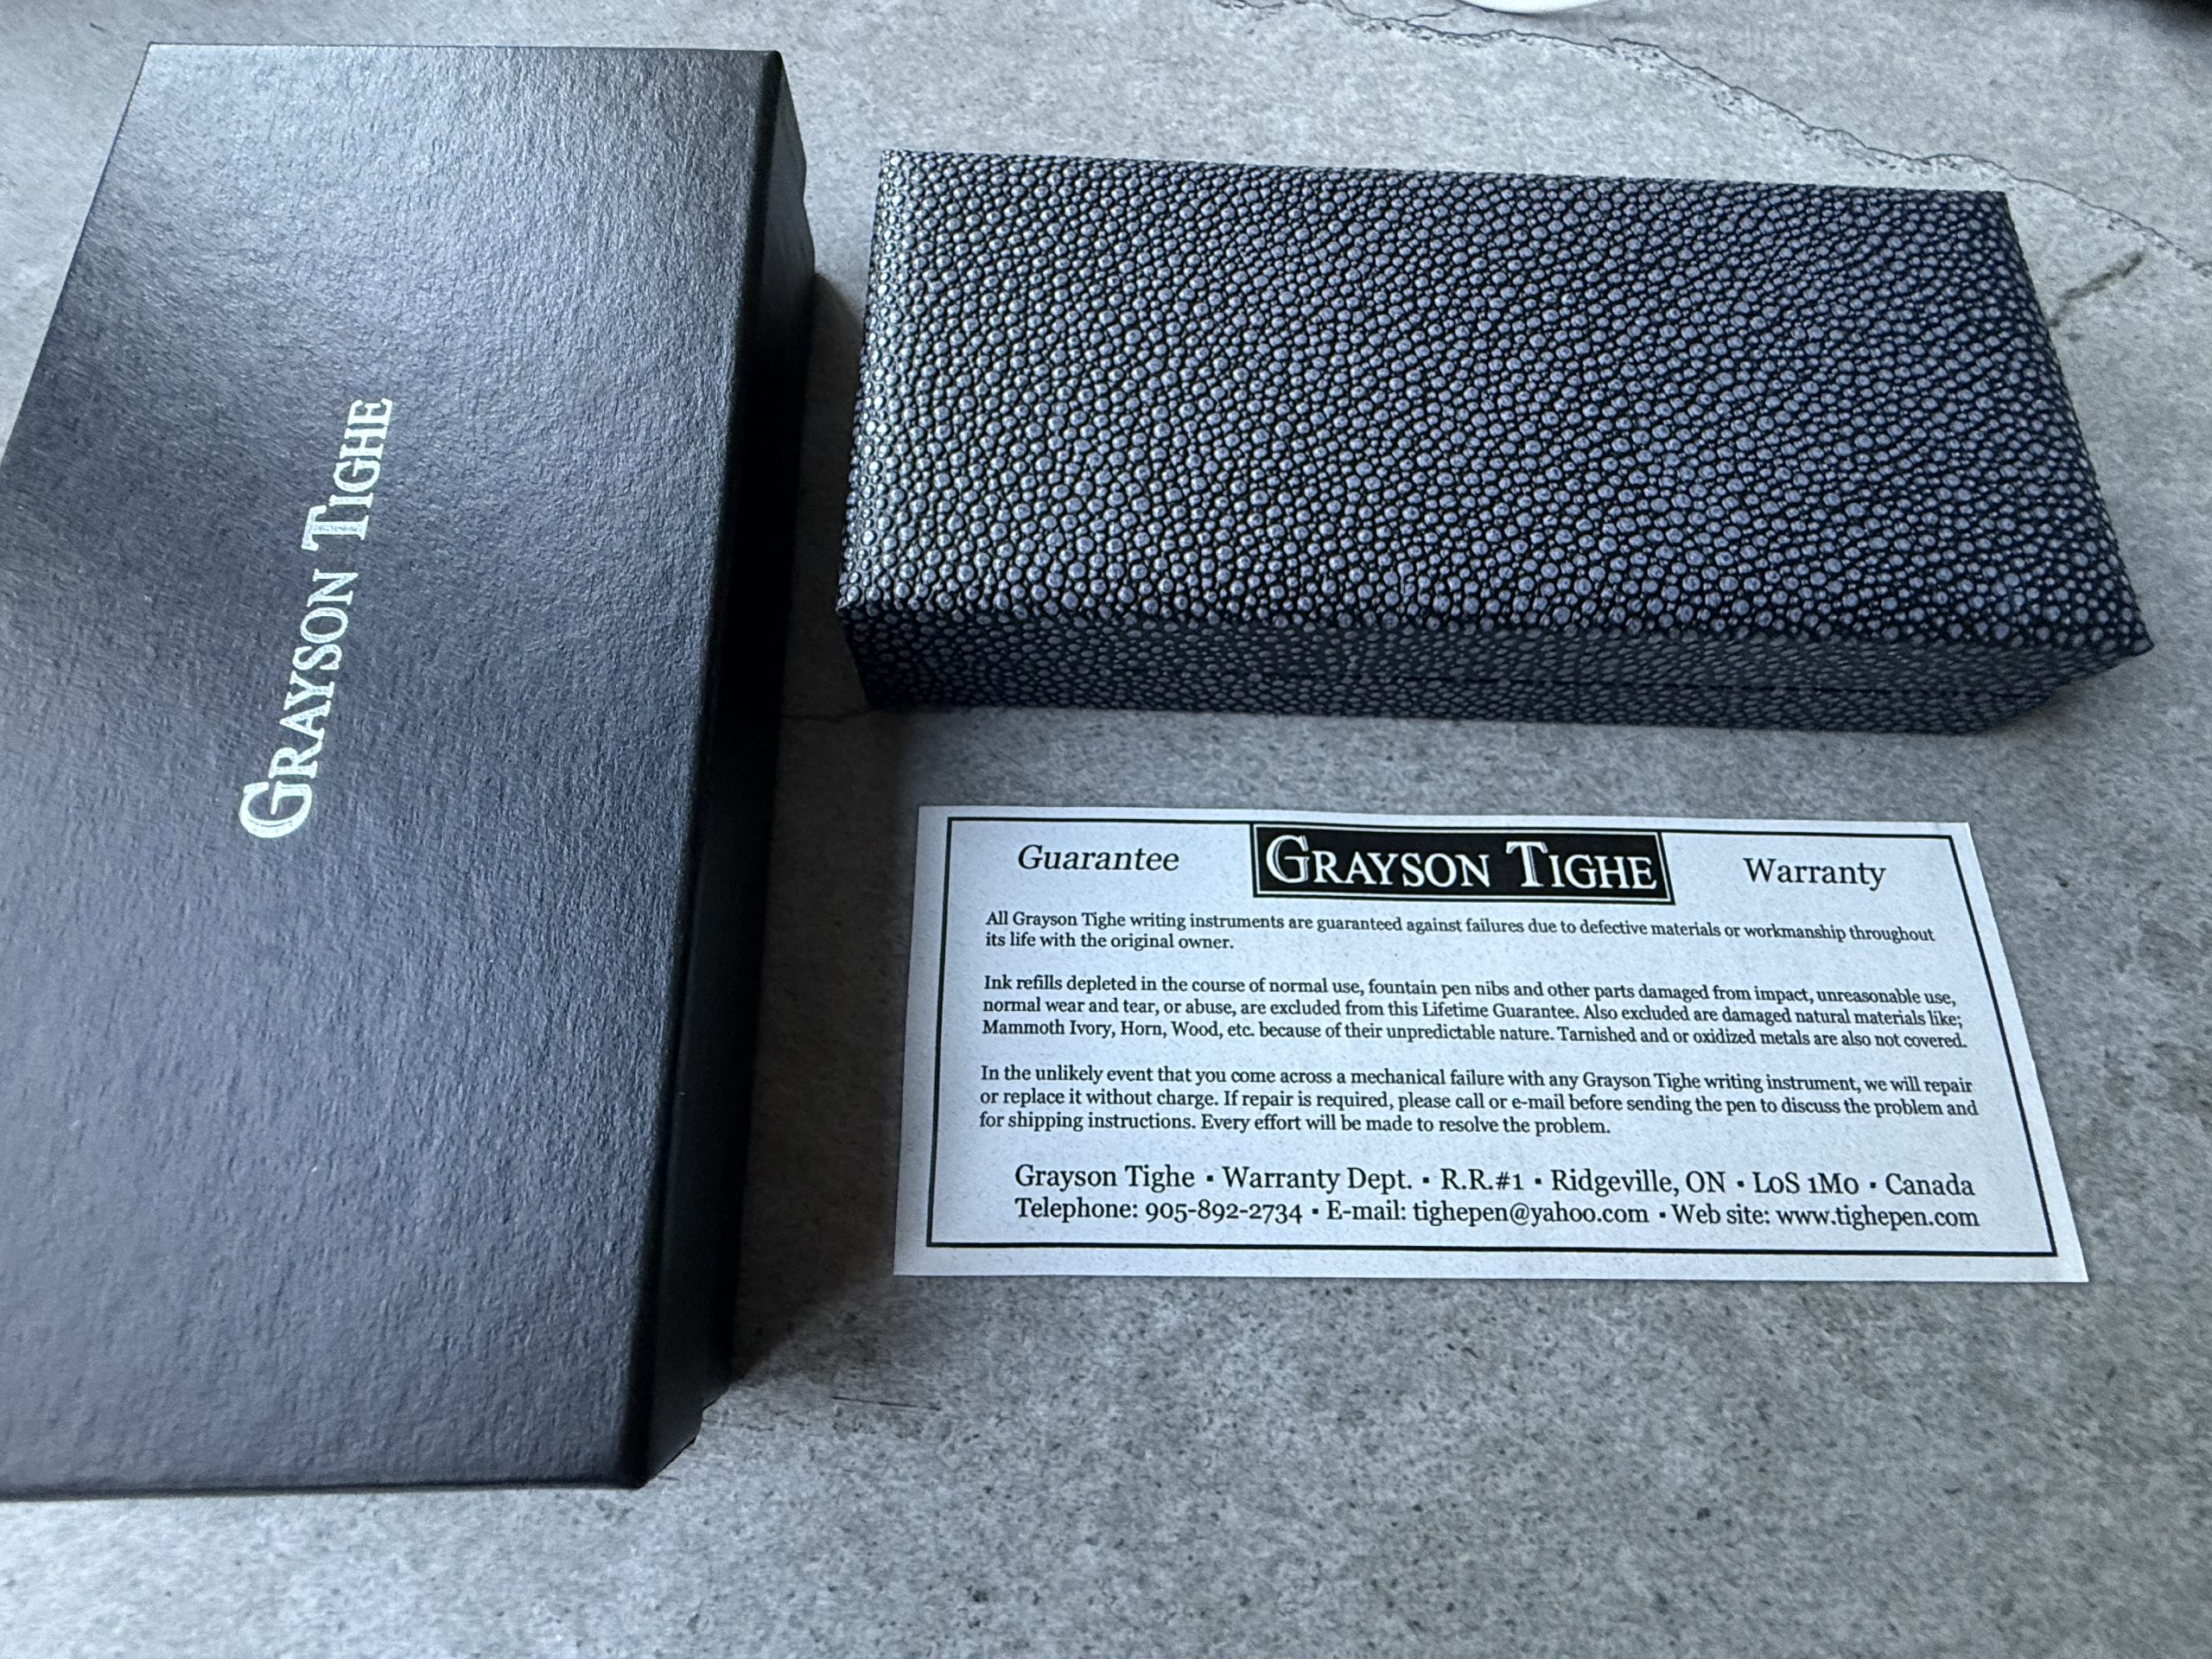 GRAYSON TIGHE
Guarantee GRAYSON TIGHE Warranty
All Grayson Tighe writing instruments are guaranteed against failures due to defective materials or workmanship throughout
its life with the original owner.
Ink refills depleted in the course of normal use, fountain pen nibs and other parts damaged from impact, unreasonable use,
normal wear and tear, or abuse, are excluded from this Lifetime Guarantee. Also excluded are damaged natural materials like;
Mammoth Ivory, Horn, Wood, etc. because of their unpredictable nature. Tarnished and or oxidized metals are also not covered.
In the unlikely event that you come across a mechanical failure with any Grayson Tighe writing instrument, we will repair
or replace it without charge. If repair is required, please call or e-mail before sending the pen to discuss the problem and
for shipping instructions. Every effort will be made to resolve the problem.
Grayson Tighe ▪ Warranty Dept. ▪ R.R.#1 ▪ Ridgeville, ON ▪ L0S 1M0 ▪ Canada
Telephone: 905-892-2734 ▪ E-mail: tighepen@yahoo.com ▪ Web site: www.tighepen.com